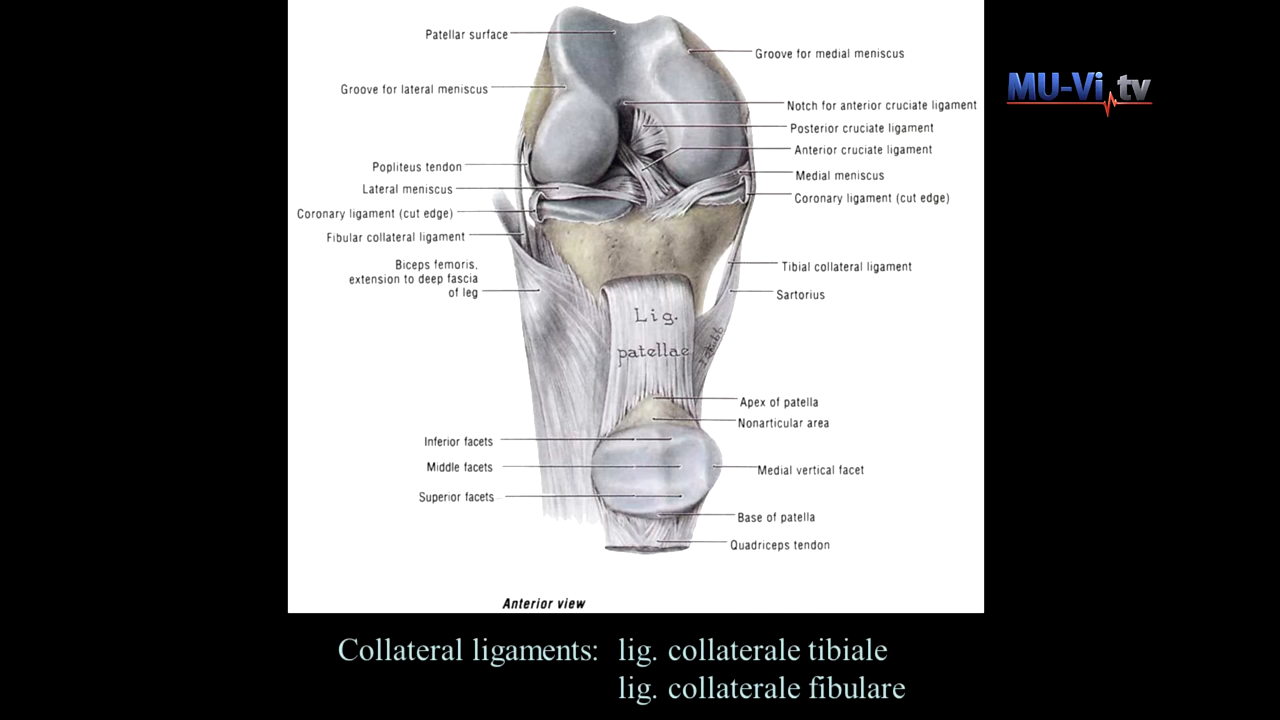 MU-Vi.tv
Patellar surface
Groove for medial meniscus
Groove for lateral meniscus
Notch for anterior cruciate ligament
Posterior cruciate ligament
Anterior cruciate ligament
Popliteus tendon
Medial meniscus
Lateral meniscus
Coronary ligament (cut edge)
Coronary ligament (cut edge)
Fibular collateral ligament
Biceps femoris,
extension to deep fascia
of leg
Tibial collateral ligament
Sartorius
Lig.
patellae
Apex of patella
Nonarticular area
Inferior facets
Middle facets
Medial vertical facet
Superior facets
Base of patella
Quadriceps tendon
Anterior view
Collateral ligaments: lig. collaterale tibiale
lig. collaterale fibulare